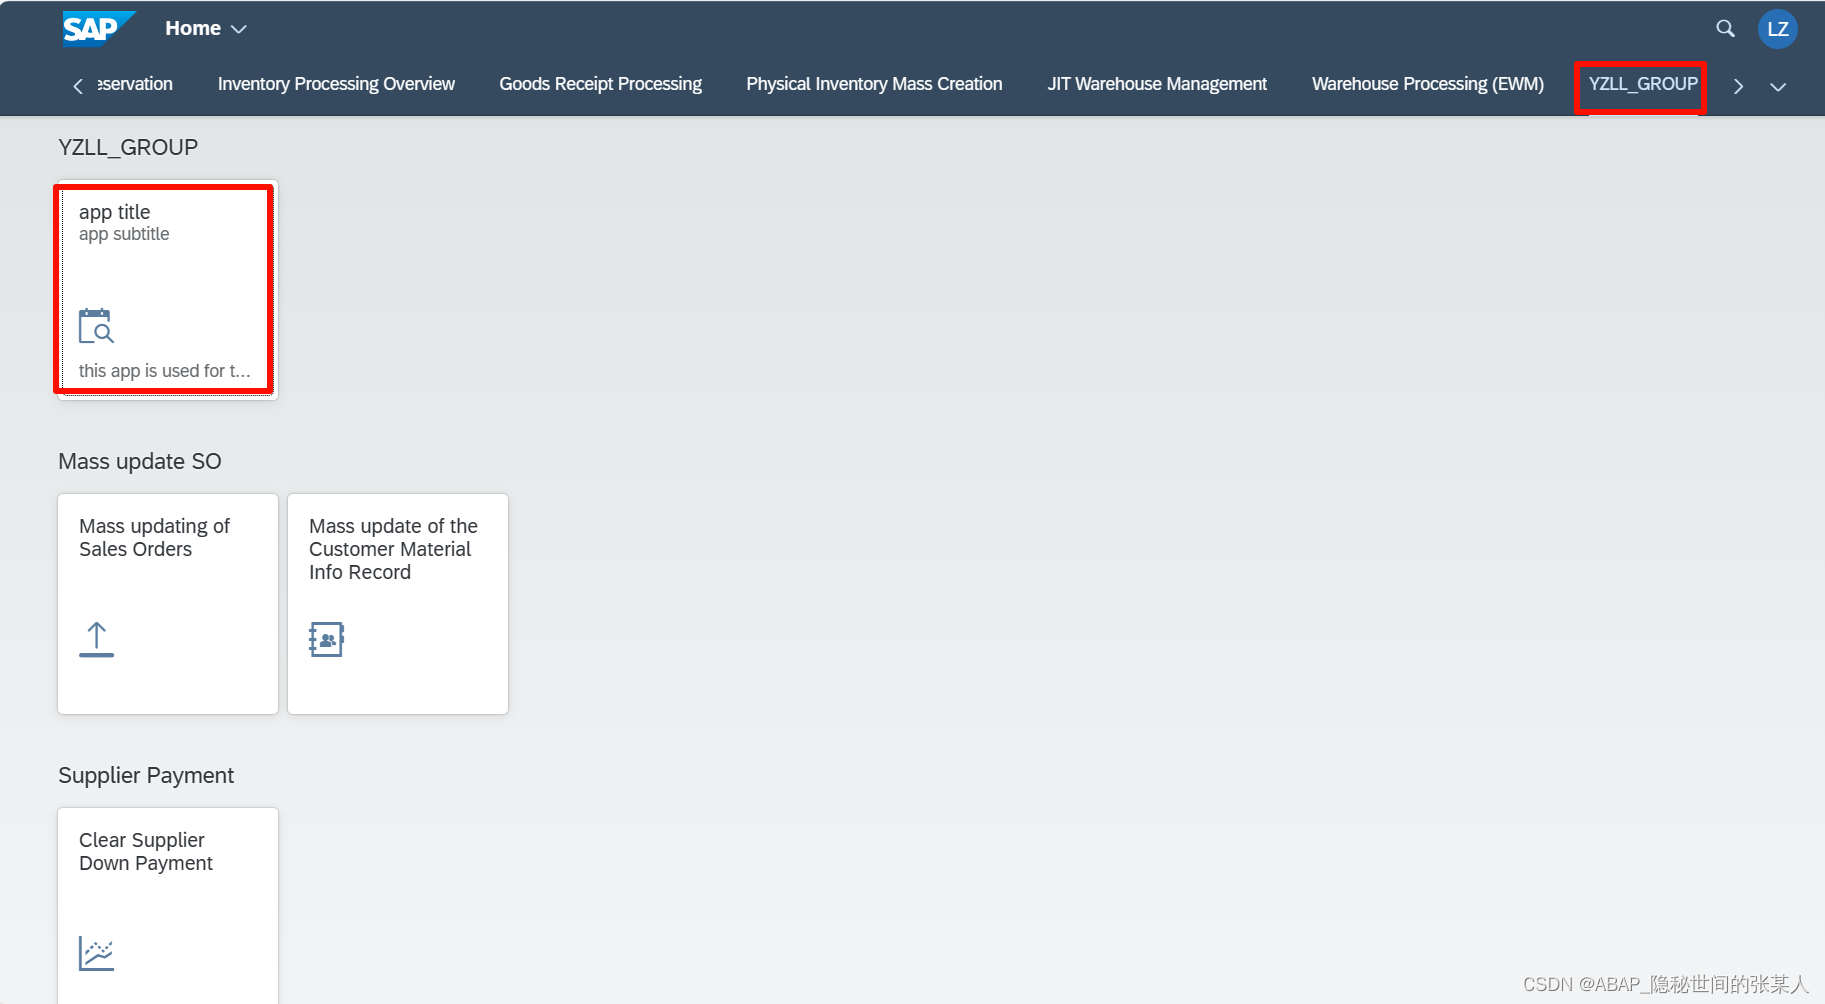 SAP
Home
LZ
eservation
Inventory Processing Overview
Goods Receipt Processing
Physical Inventory Mass Creation
JIT Warehouse Management
Warehouse Processing (EWM)
YZLL_GROUP
YZLL_GROUP
app title
app subtitle
this app is used for t...
Mass update SO
Mass updating of
Sales Orders
Mass update of the
Customer Material
Info Record
Supplier Payment
Clear Supplier
Down Payment
CSDN @ABAP_隐秘世间的张某人